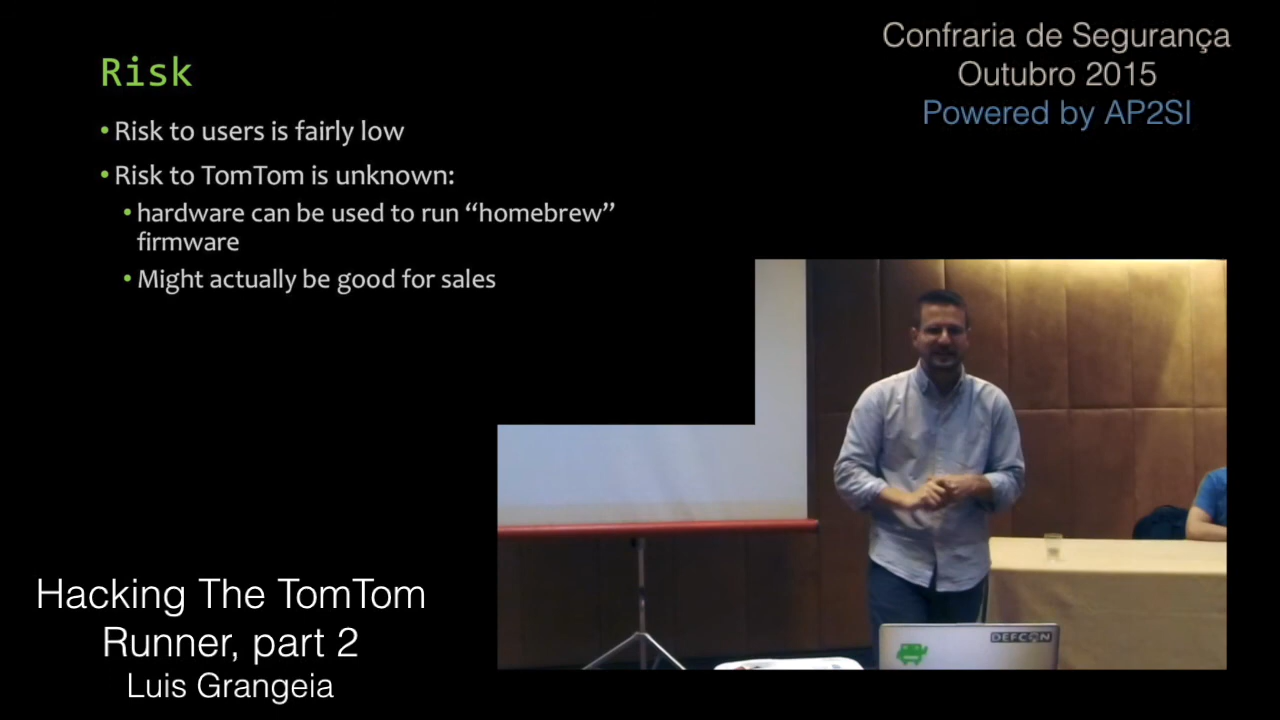 Risk
• Risk to users is fairly low
• Risk to TomTom is unknown:
• hardware can be used to run “homebrew”
firmware
• Might actually be good for sales
Confraria de Segurança
Outubro 2015
Powered by AP2SI
DEFCON
Hacking The TomTom
Runner, part 2
Luis Grangeia